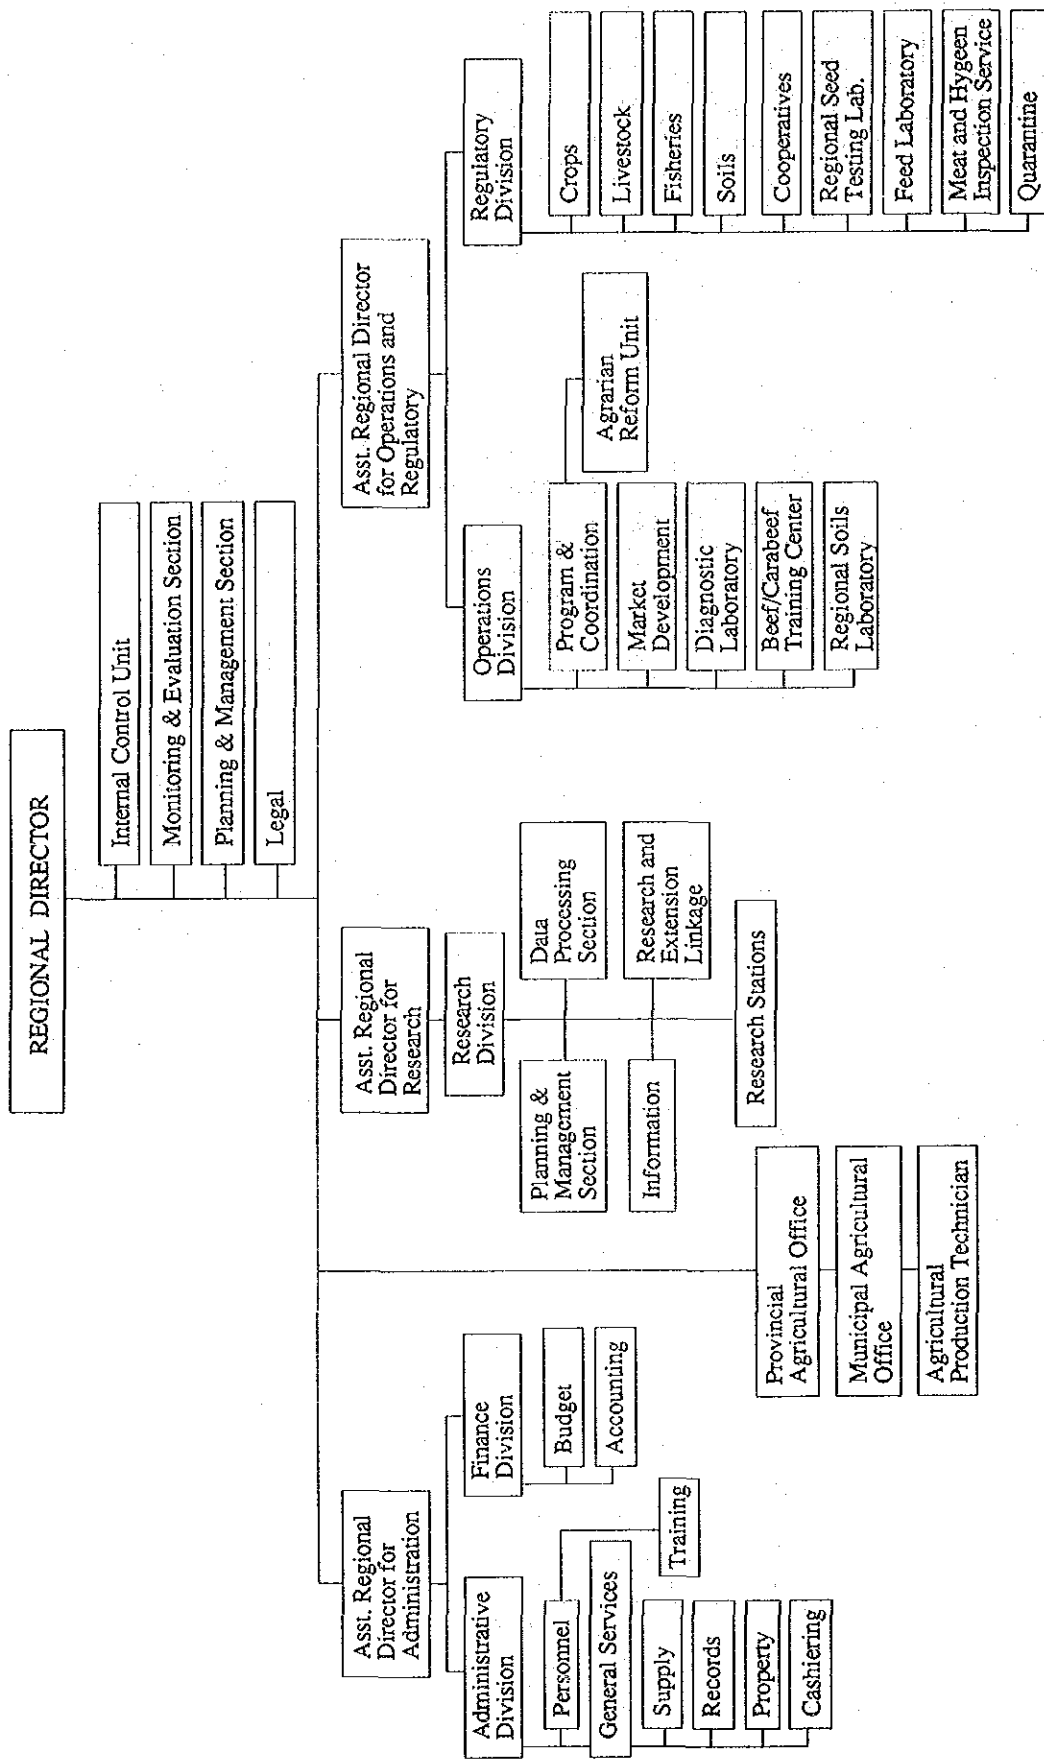 REGIONAL DIRECTOR
Internal Control Unit
Monitoring & Evaluation Section
Planning & Management Section
Legal
Asst. Regional
Director for
Administration
Administrative
Division
Personnel
Training
General Services
Supply
Records
Property
Cashiering
Finance
Division
Budget
Accounting
Provincial
Agricultural Office
Municipal Agricultural
Office
Agricultural
Production Technician
Asst. Regional
Director for
Research
Research
Division
Planning &
Management
Section
Data
Processing
Section
Information
Research and
Extension
Linkage
Research Stations
Asst. Regional Director
for Operations and
Regulatory
Operations
Division
Program &
Coordination
Agrarian
Reform Unit
Market
Development
Diagnostic
Laboratory
Beef/Carabeef
Training Center
Regional Soils
Laboratory
Regulatory
Division
Crops
Livestock
Fisheries
Soils
Cooperatives
Regional Seed
Testing Lab.
Feed Laboratory
Meat and Hygeen
Inspection Service
Quarantine